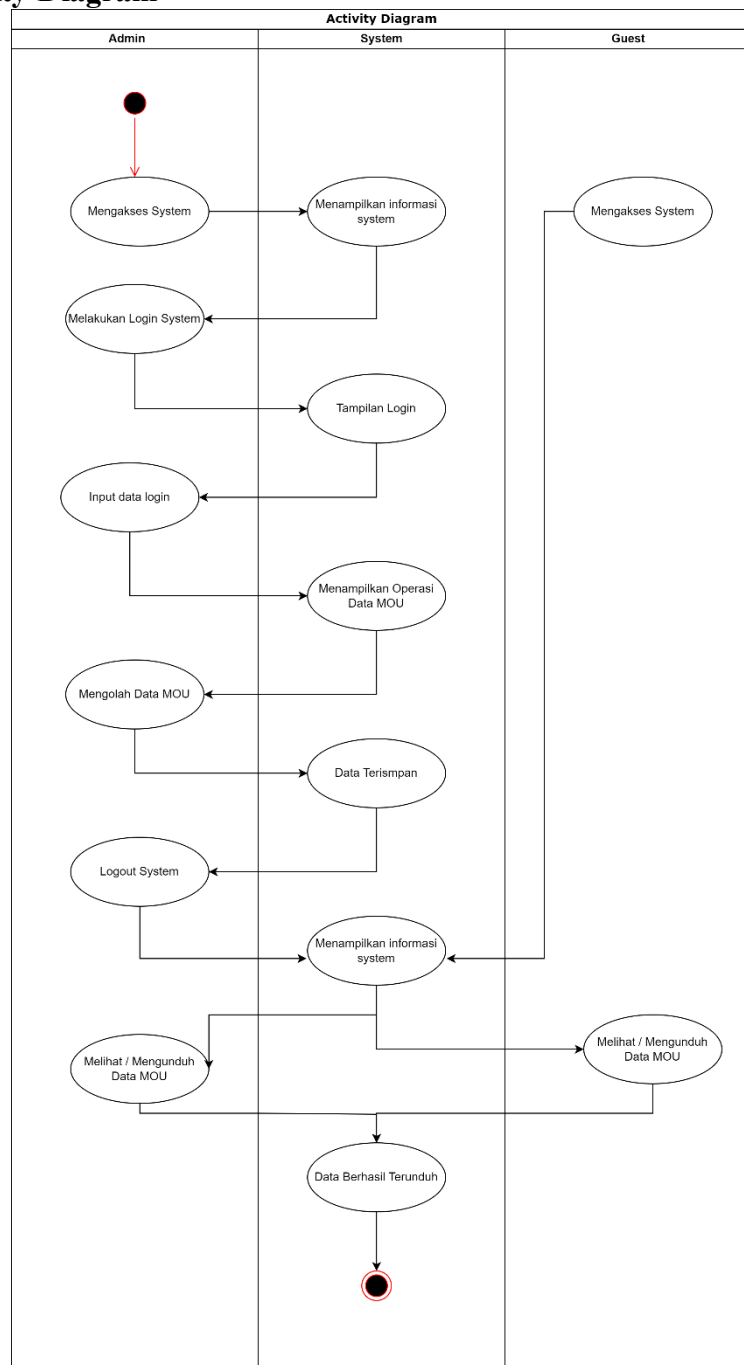 Diagram
Activity Diagram
Admin
System
Guest
Mengakses System
Menampilkan informasi
system
Mengakses System
Melakukan Login System
Tampilan Login
Input data login
Menampilkan Operasi
Data MOU
Mengolah Data MOU
Data Terismpan
Logout System
Menampilkan informasi
system
Melihat / Mengunduh
Data MOU
Melihat / Mengunduh
Data MOU
Data Berhasil Terunduh